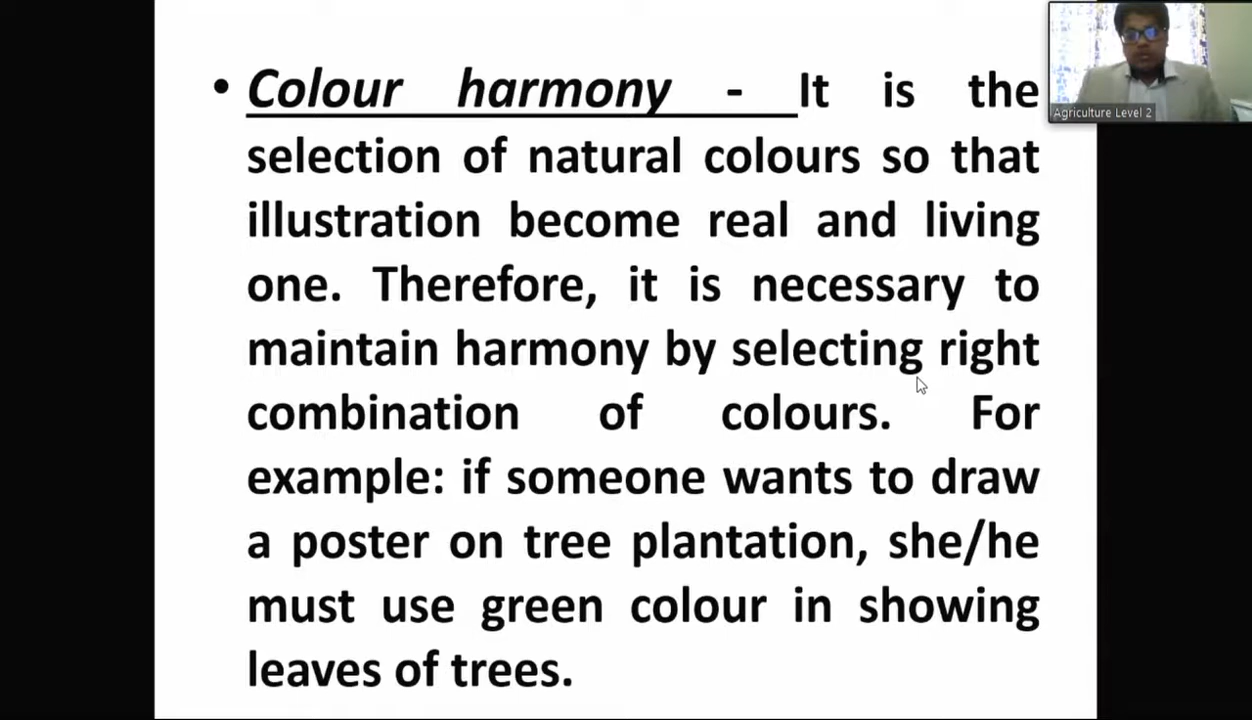 • Colour harmony - It is the
selection of natural colours so that
illustration become real and living
one. Therefore, it is necessary to
maintain harmony by selecting right
combination of colours. For
example: if someone wants to draw
a poster on tree plantation, she/he
must use green colour in showing
leaves of trees.
Agriculture Level 2